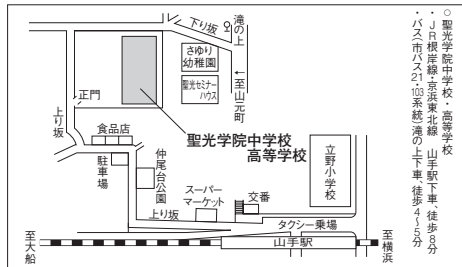 ○ 聖光学院中学校・高等学校
・JR根岸線・京浜東北線 山手駅下車、徒歩8分
・バス(市バス21・103系統)滝の上下車、徒歩4~5分
下り坂
滝の上
さゆり
幼稚園
聖光セミナー
ハウス
←至山元町
正門
上り坂
食品店
聖光学院中学校
高等学校
駐車場
仲尾台公園
立野小学校
スーパー
マーケット
交番
上り坂
タクシー乗場
至大船
山手駅
至横浜